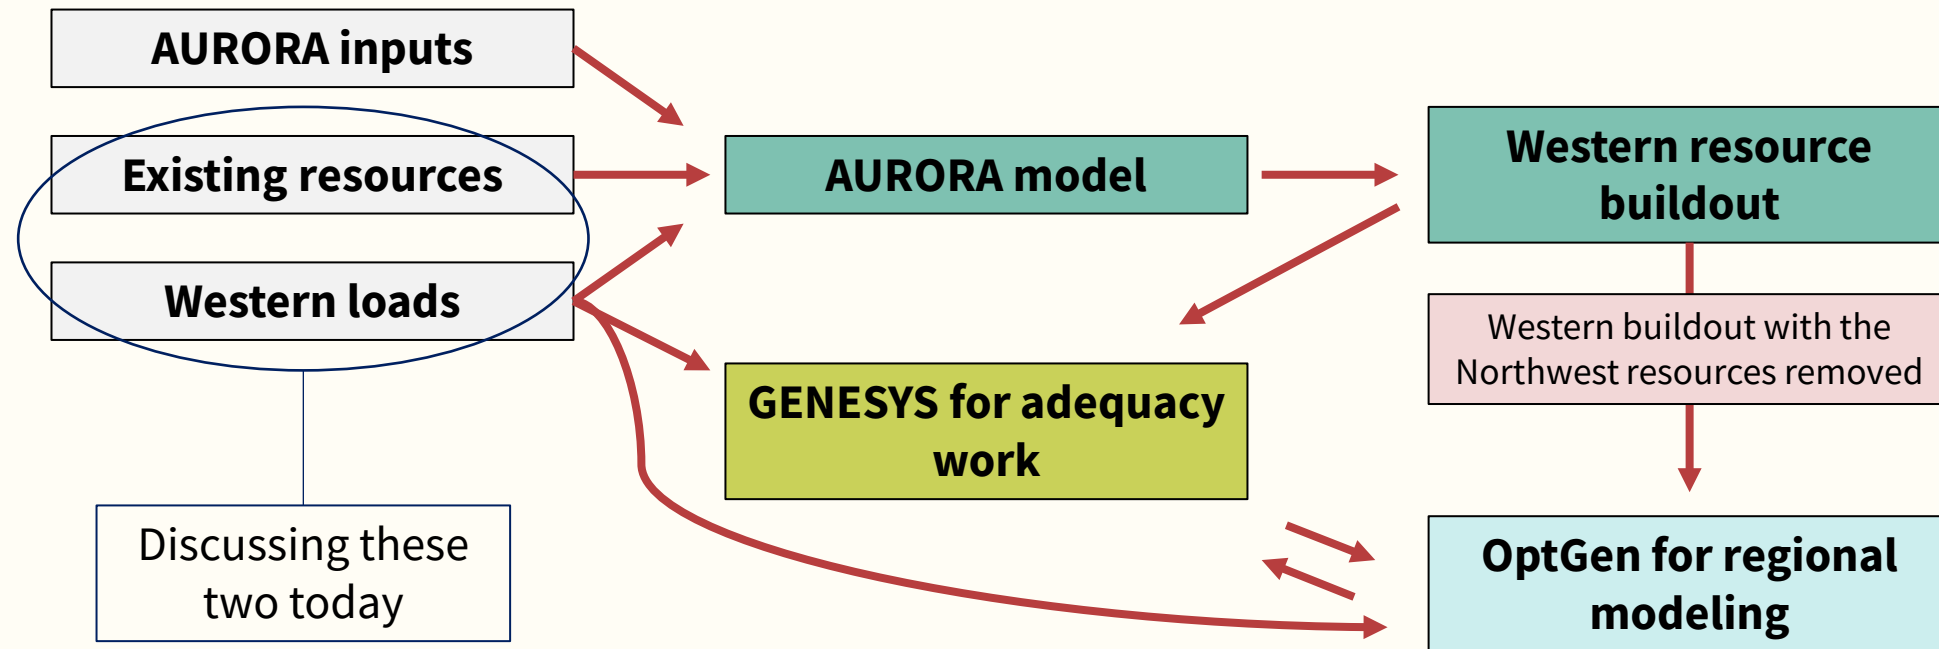 AURORA inputs
Existing resources
Western loads
Discussing these
two today
AURORA model
GENESYS for adequacy
work
Western resource
buildout
Western buildout with the
Northwest resources removed
OptGen for regional
modeling